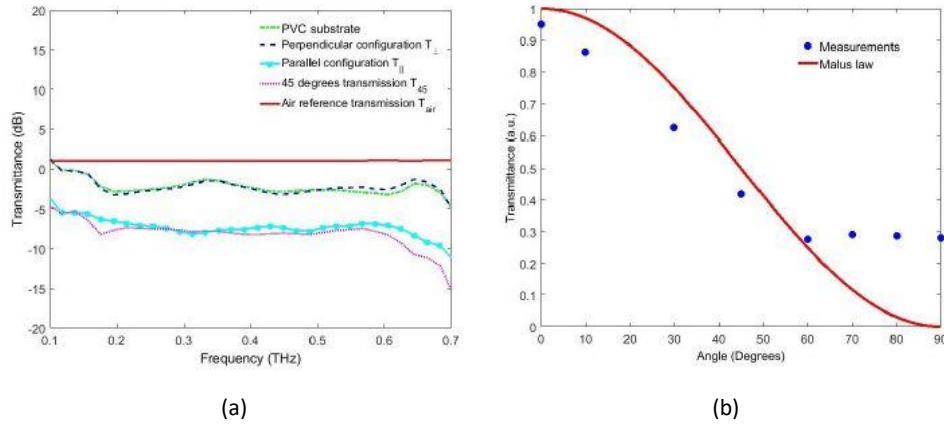 20
15
10
5
0
-5
-10
-15
-20
Transmittance (dB)
PVC substrate
Perpendicular configuration T⊥
Parallel configuration T||
45 degrees transmission T45
Air reference transmission Tair
0.1 0.2 0.3 0.4 0.5 0.6 0.7
Frequency (THz)
(a)
1
0.9
0.8
0.7
0.6
0.5
0.4
0.3
0.2
0.1
0
Transmittance (a.u.)
Measurements
Malus law
0 10 20 30 40 50 60 70 80 90
Angle (Degrees)
(b)